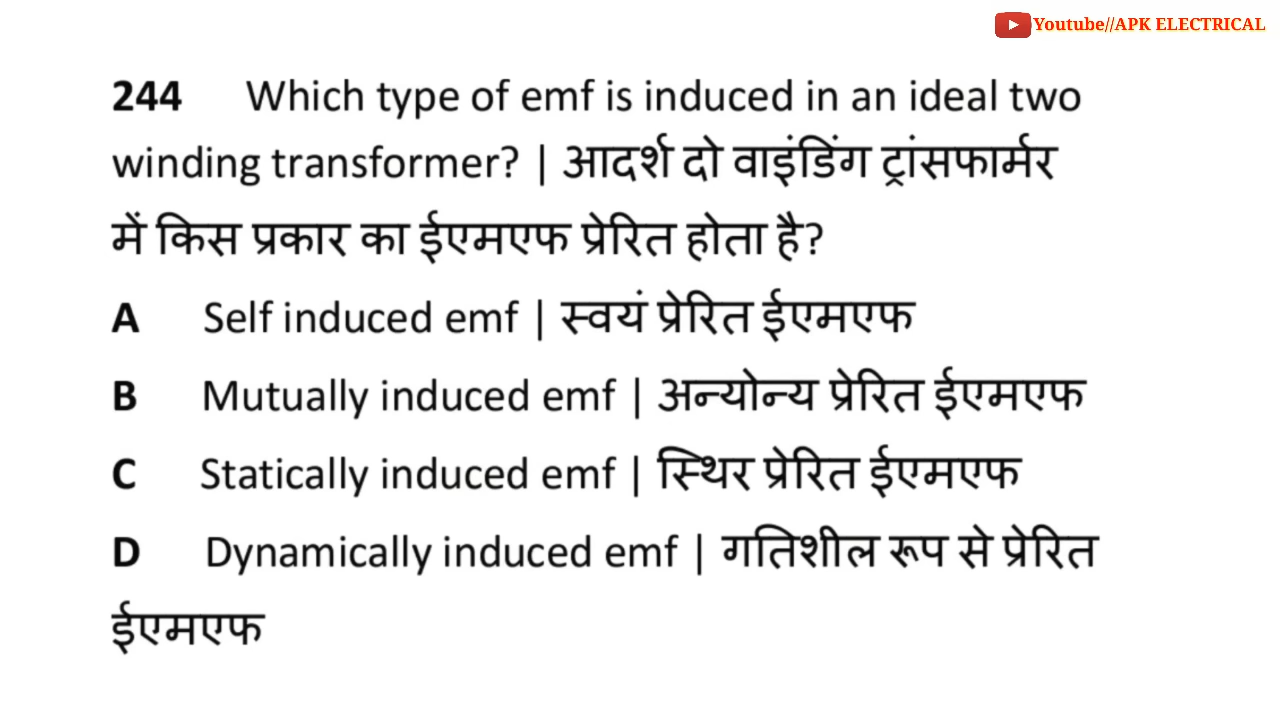 Youtube//APK ELECTRICAL
244 Which type of emf is induced in an ideal two
winding transformer? | आदर्श दो वाइंडिंग ट्रांसफार्मर
में किस प्रकार का ईएमएफ प्रेरित होता है?
A Self induced emf | स्वयं प्रेरित ईएमएफ
B Mutually induced emf | अन्योन्य प्रेरित ईएमएफ
C Statically induced emf | स्थिर प्रेरित ईएमएफ
D Dynamically induced emf | गतिशील रूप से प्रेरित
ईएमएफ